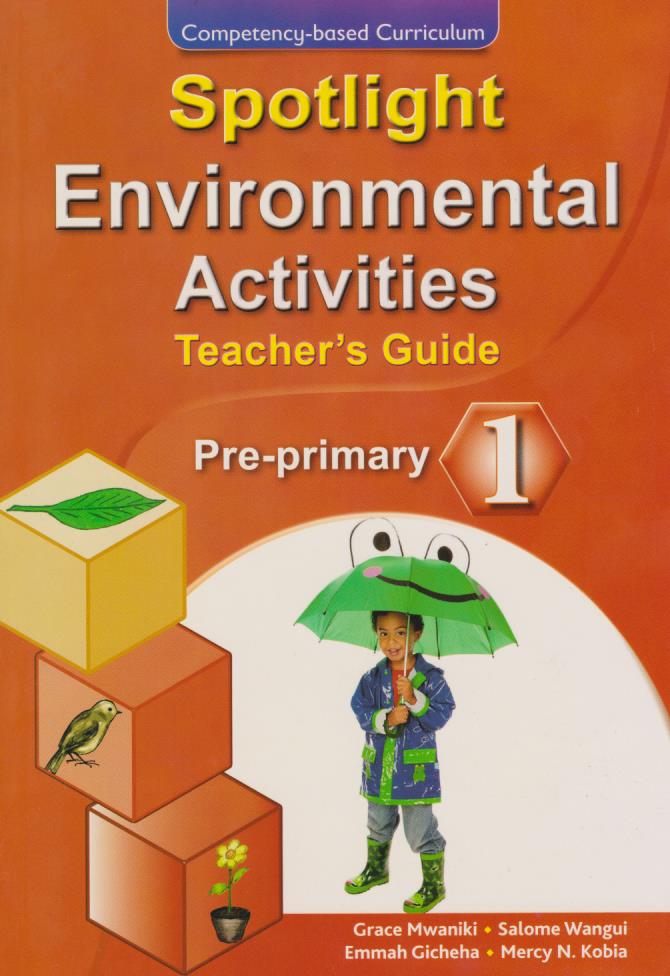 Competency-based Curriculum
Spotlight
Environmental
Activities
Teacher's Guide
Pre-primary 1
Grace Mwaniki ⬥ Salome Wangui
Emmah Gicheha ⬥ Mercy N. Kobia